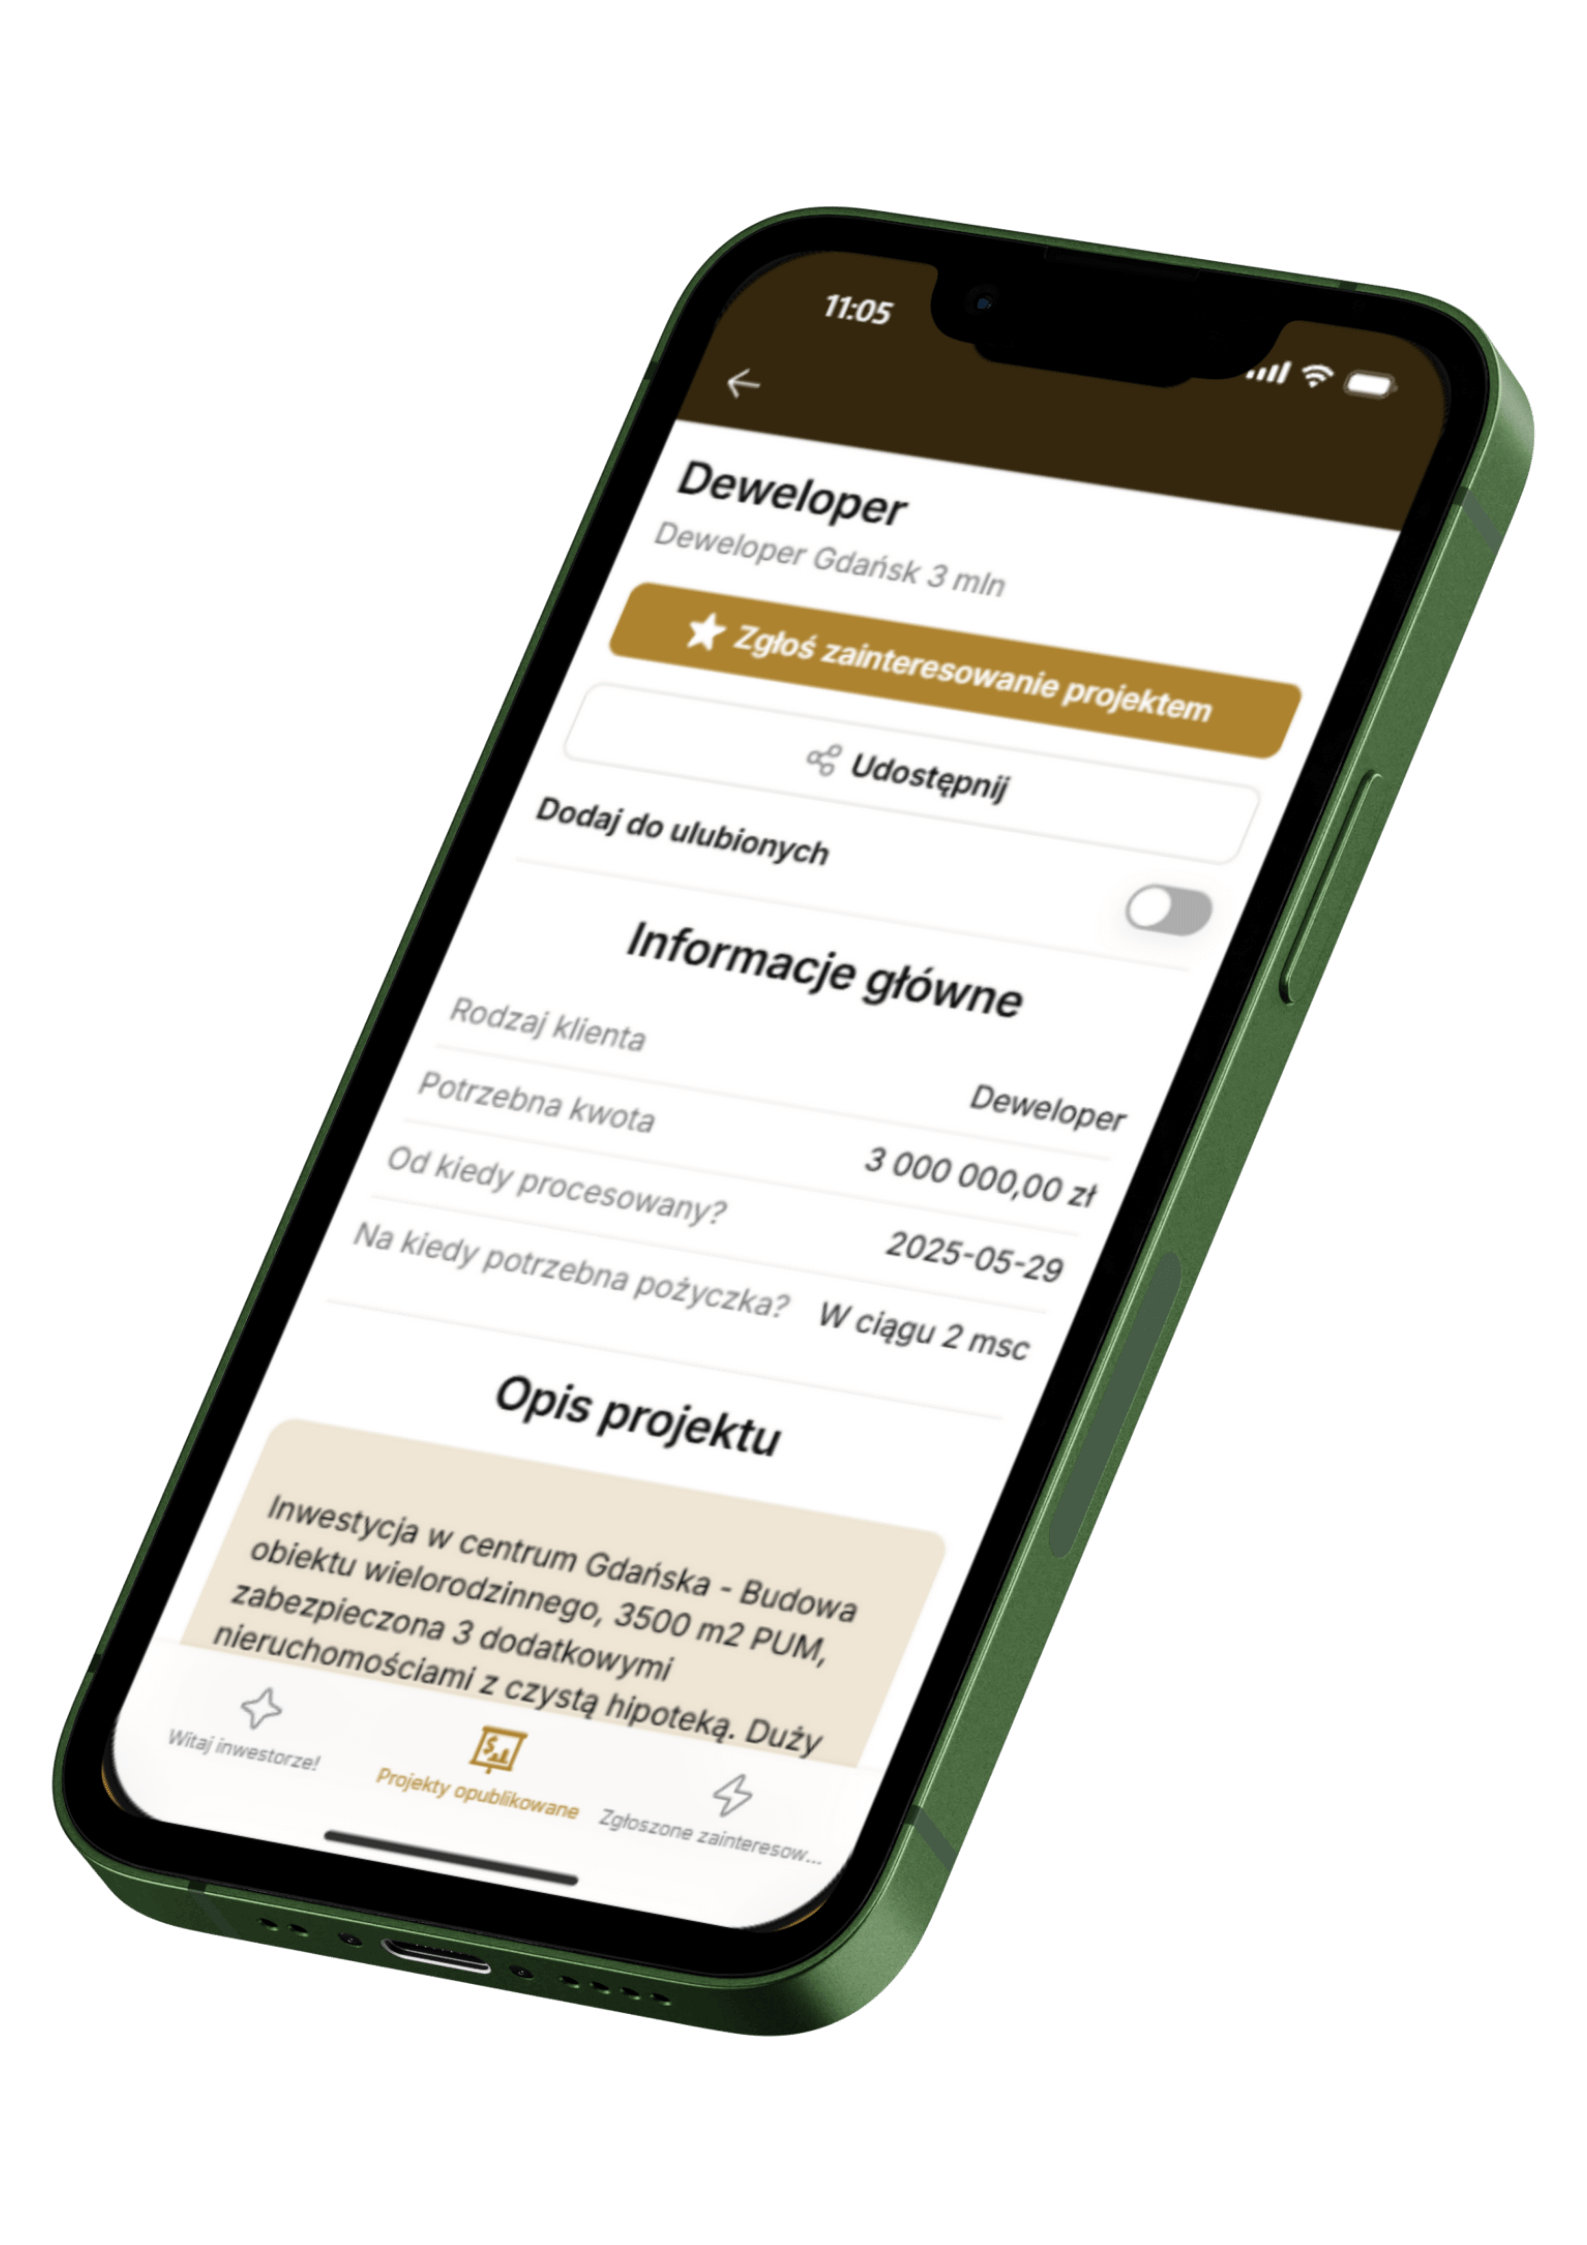 11:05
Deweloper
Deweloper Gdańsk 3 mln
Zgłoś zainteresowanie projektem
Udostępnij
Dodaj do ulubionych
Informacje główne
Rodzaj klienta Deweloper
Potrzebna kwota 3 000 000,00 zł
Od kiedy procesowany? 2025-05-29
Na kiedy potrzebna pożyczka? W ciągu 2 msc
Opis projektu
Inwestycja w centrum Gdańska - Budowa
obiektu wielorodzinnego, 3500 m2 PUM,
zabezpieczona 3 dodatkowymi
nieruchomościami z czystą hipoteką. Duży
Witaj inwestorze! Projekty opublikowane Zgłoszone zainteresow...